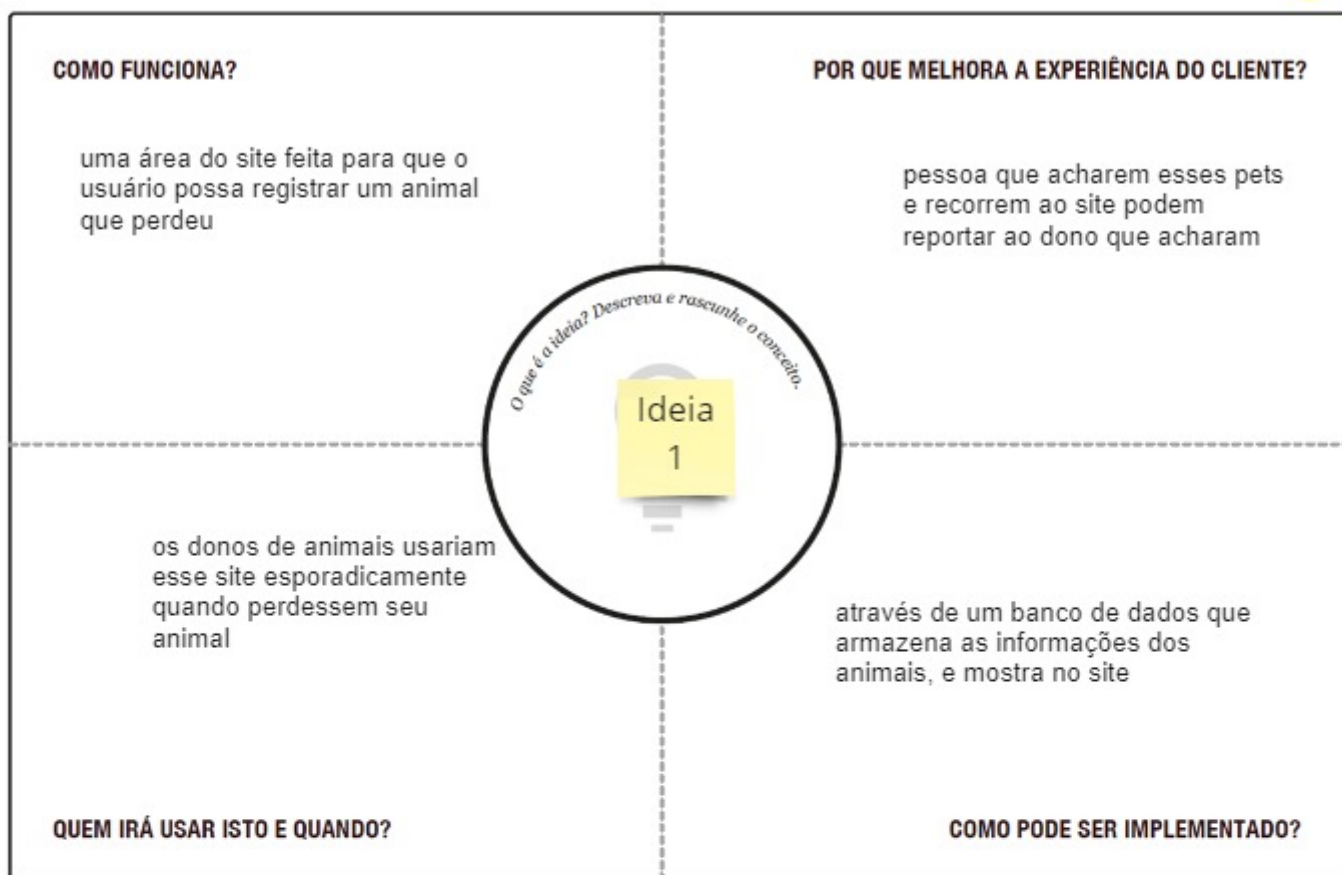 COMO FUNCIONA?
uma área do site feita para que o
usuário possa registrar um animal
que perdeu
POR QUE MELHORA A EXPERIÊNCIA DO CLIENTE?
pessoa que acharem esses pets
e recorrem ao site podem
reportar ao dono que acharam
O que é a ideia? Descreva e rascunhe o conceito.
Ideia
1
os donos de animais usariam
esse site esporadicamente
quando perdessem seu
animal
QUEM IRÁ USAR ISTO E QUANDO?
através de um banco de dados que
armazena as informações dos
animais, e mostra no site
COMO PODE SER IMPLEMENTADO?